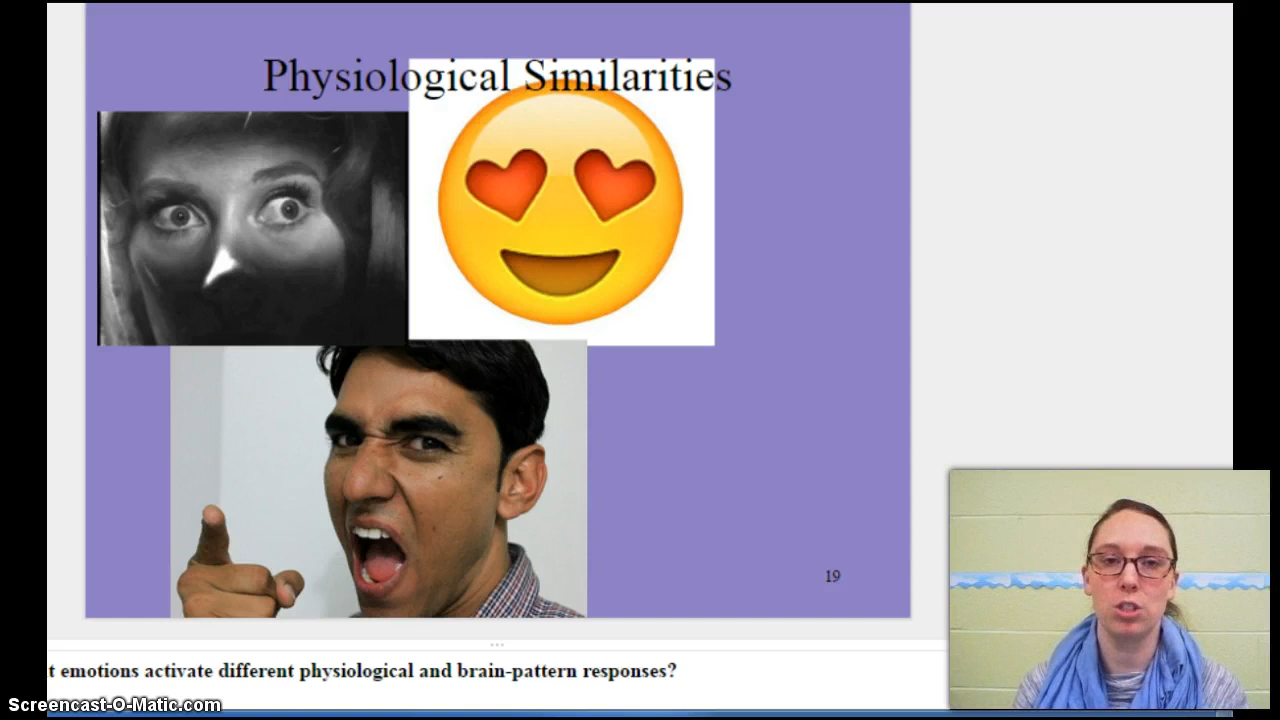 Physiological Similarities
19
t emotions activate different physiological and brain-pattern responses?
Screencast-O-Matic.com